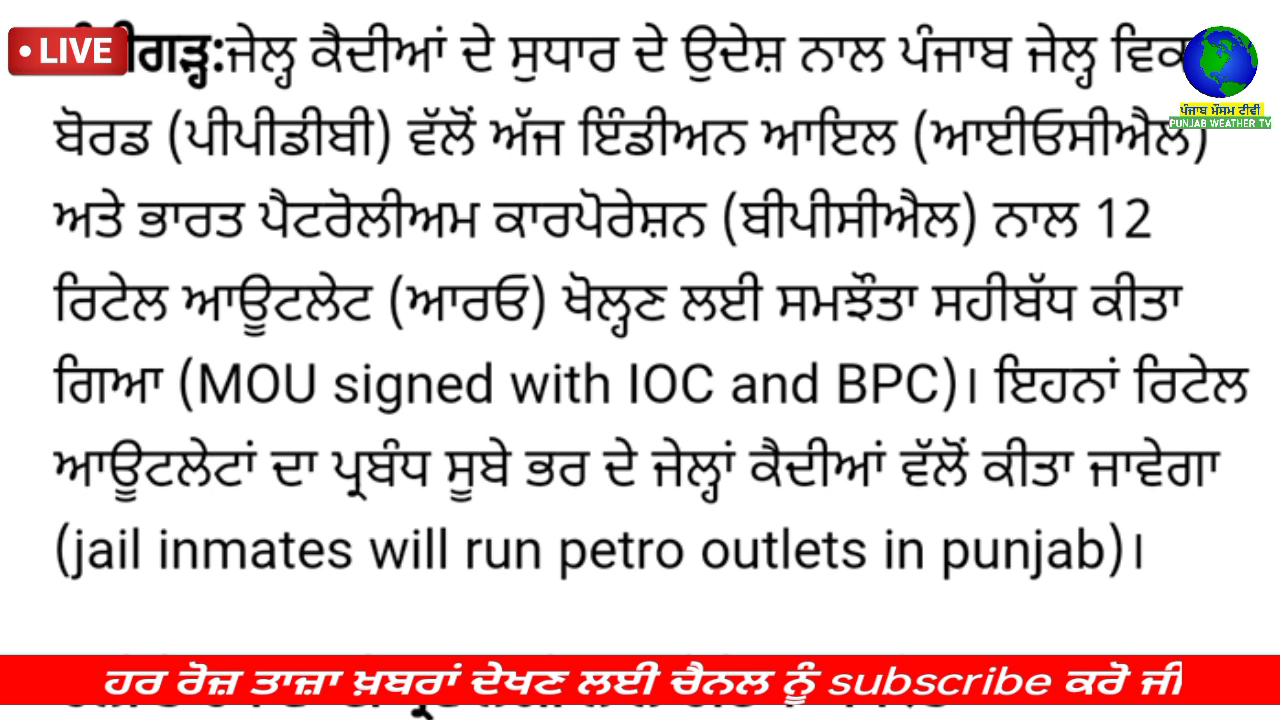 LIVE
ਜੇਲ੍ਹ ਕੈਦੀਆਂ ਦੇ ਸੁਧਾਰ ਦੇ ਉਦੇਸ਼ ਨਾਲ ਪੰਜਾਬ ਜੇਲ੍ਹ
ਬੋਰਡ (ਪੀਪੀਡੀਬੀ) ਵੱਲੋਂ ਅੱਜ ਇੰਡੀਅਨ ਆਇਲ (ਆਈਓਸੀਐਲ)
ਅਤੇ ਭਾਰਤ ਪੈਟਰੋਲੀਅਮ ਕਾਰਪੋਰੇਸ਼ਨ (ਬੀਪੀਸੀਐਲ) ਨਾਲ 12
ਰਿਟੇਲ ਆਊਟਲੇਟ (ਆਰਓ) ਖੋਲ੍ਹਣ ਲਈ ਸਮਝੌਤਾ ਸਹੀਬੱਧ ਕੀਤਾ
ਗਿਆ (MOU signed with IOC and BPC)। ਇਹਨਾਂ ਰਿਟੇਲ
ਆਊਟਲੇਟਾਂ ਦਾ ਪ੍ਰਬੰਧ ਸੂਬੇ ਭਰ ਦੇ ਜੇਲ੍ਹਾਂ ਕੈਦੀਆਂ ਵੱਲੋਂ ਕੀਤਾ ਜਾਵੇਗਾ
(jail inmates will run petro outlets in punjab)।
ਪੰਜਾਬ ਮੌਸਮ ਟੀਵੀ
PUNJAB WEATHER TV
ਹਰ ਰੋਜ਼ ਤਾਜ਼ਾ ਖ਼ਬਰਾਂ ਦੇਖਣ ਲਈ ਚੈਨਲ ਨੂੰ subscribe ਕਰੋ ਜੀ